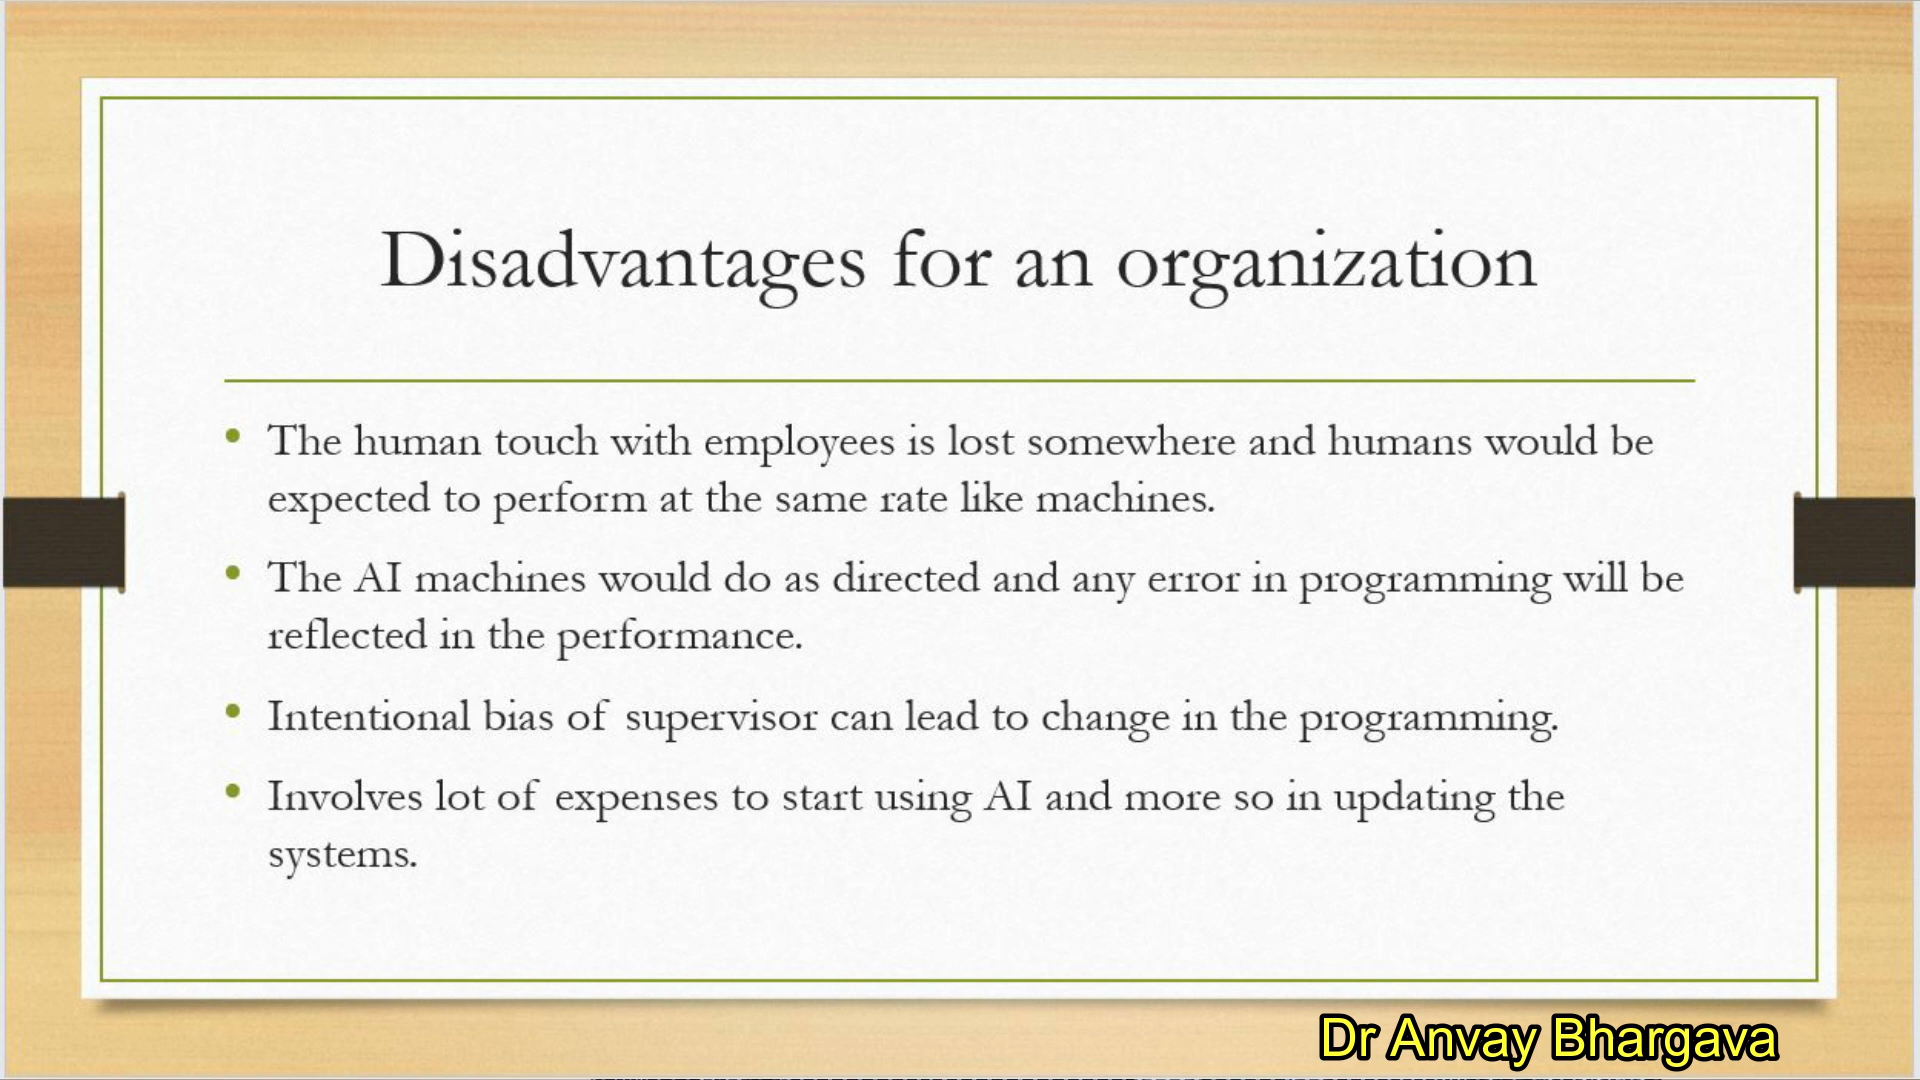 Disadvantages for an organization
• The human touch with employees is lost somewhere and humans would be
expected to perform at the same rate like machines.
• The AI machines would do as directed and any error in programming will be
reflected in the performance.
• Intentional bias of supervisor can lead to change in the programming.
• Involves lot of expenses to start using AI and more so in updating the
systems.
Dr Anvay Bhargava